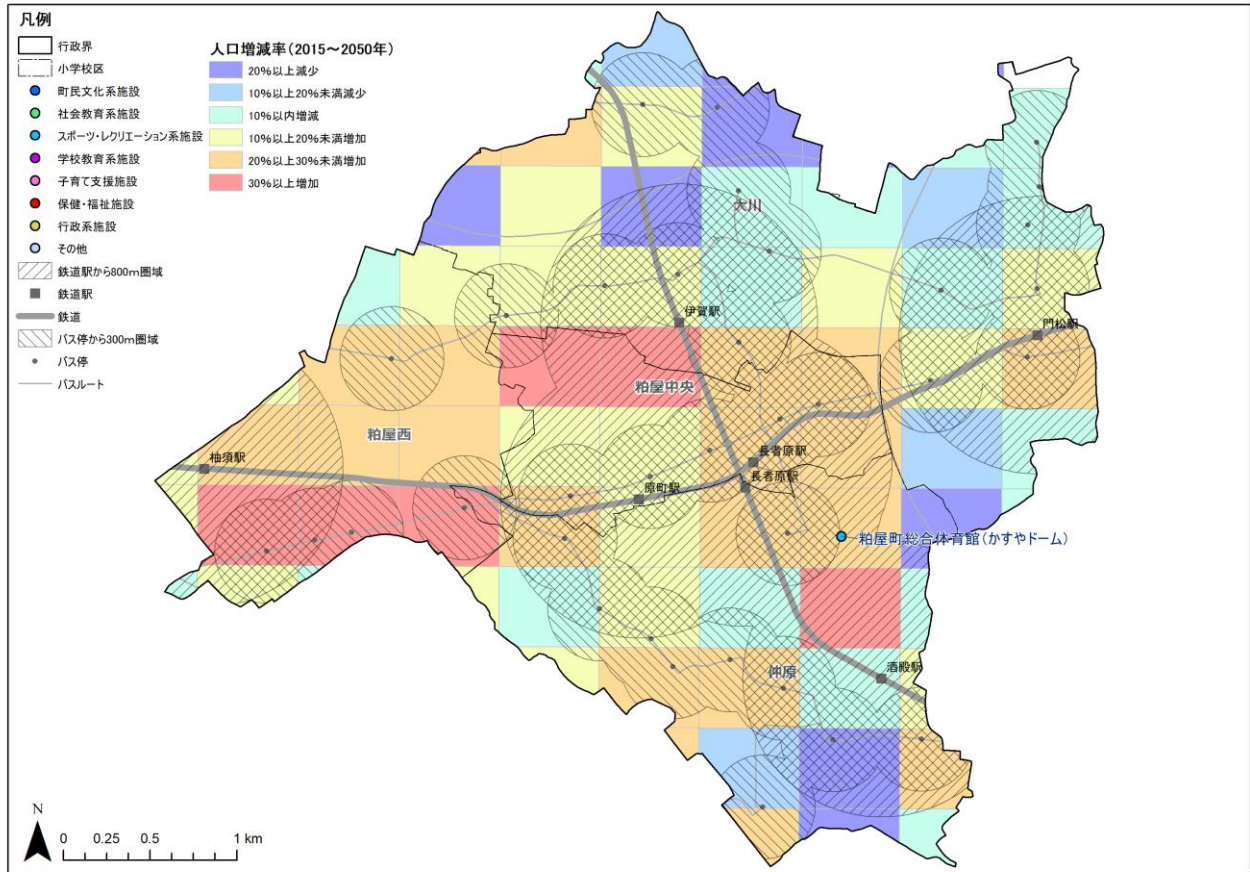 凡例
行政界
小学校区
町民文化系施設
社会教育系施設
スポーツ・レクリエーション系施設
学校教育系施設
子育て支援施設
保健・福祉施設
行政系施設
その他
鉄道駅から800m圏域
鉄道駅
鉄道
バス停から300m圏域
バス停
バスルート
人口増減率(2015～2050年)
20%以上減少
10%以上20%未満減少
10%以内増減
10%以上20%未満増加
20%以上30%未満増加
30%以上増加
大川
伊賀駅
門松駅
粕屋中央
粕屋西
柚須駅
長者原駅
長者原駅
原町駅
粕屋町総合体育館(かすやドーム)
仲原
酒殿駅
N
0 0.25 0.5 1 km